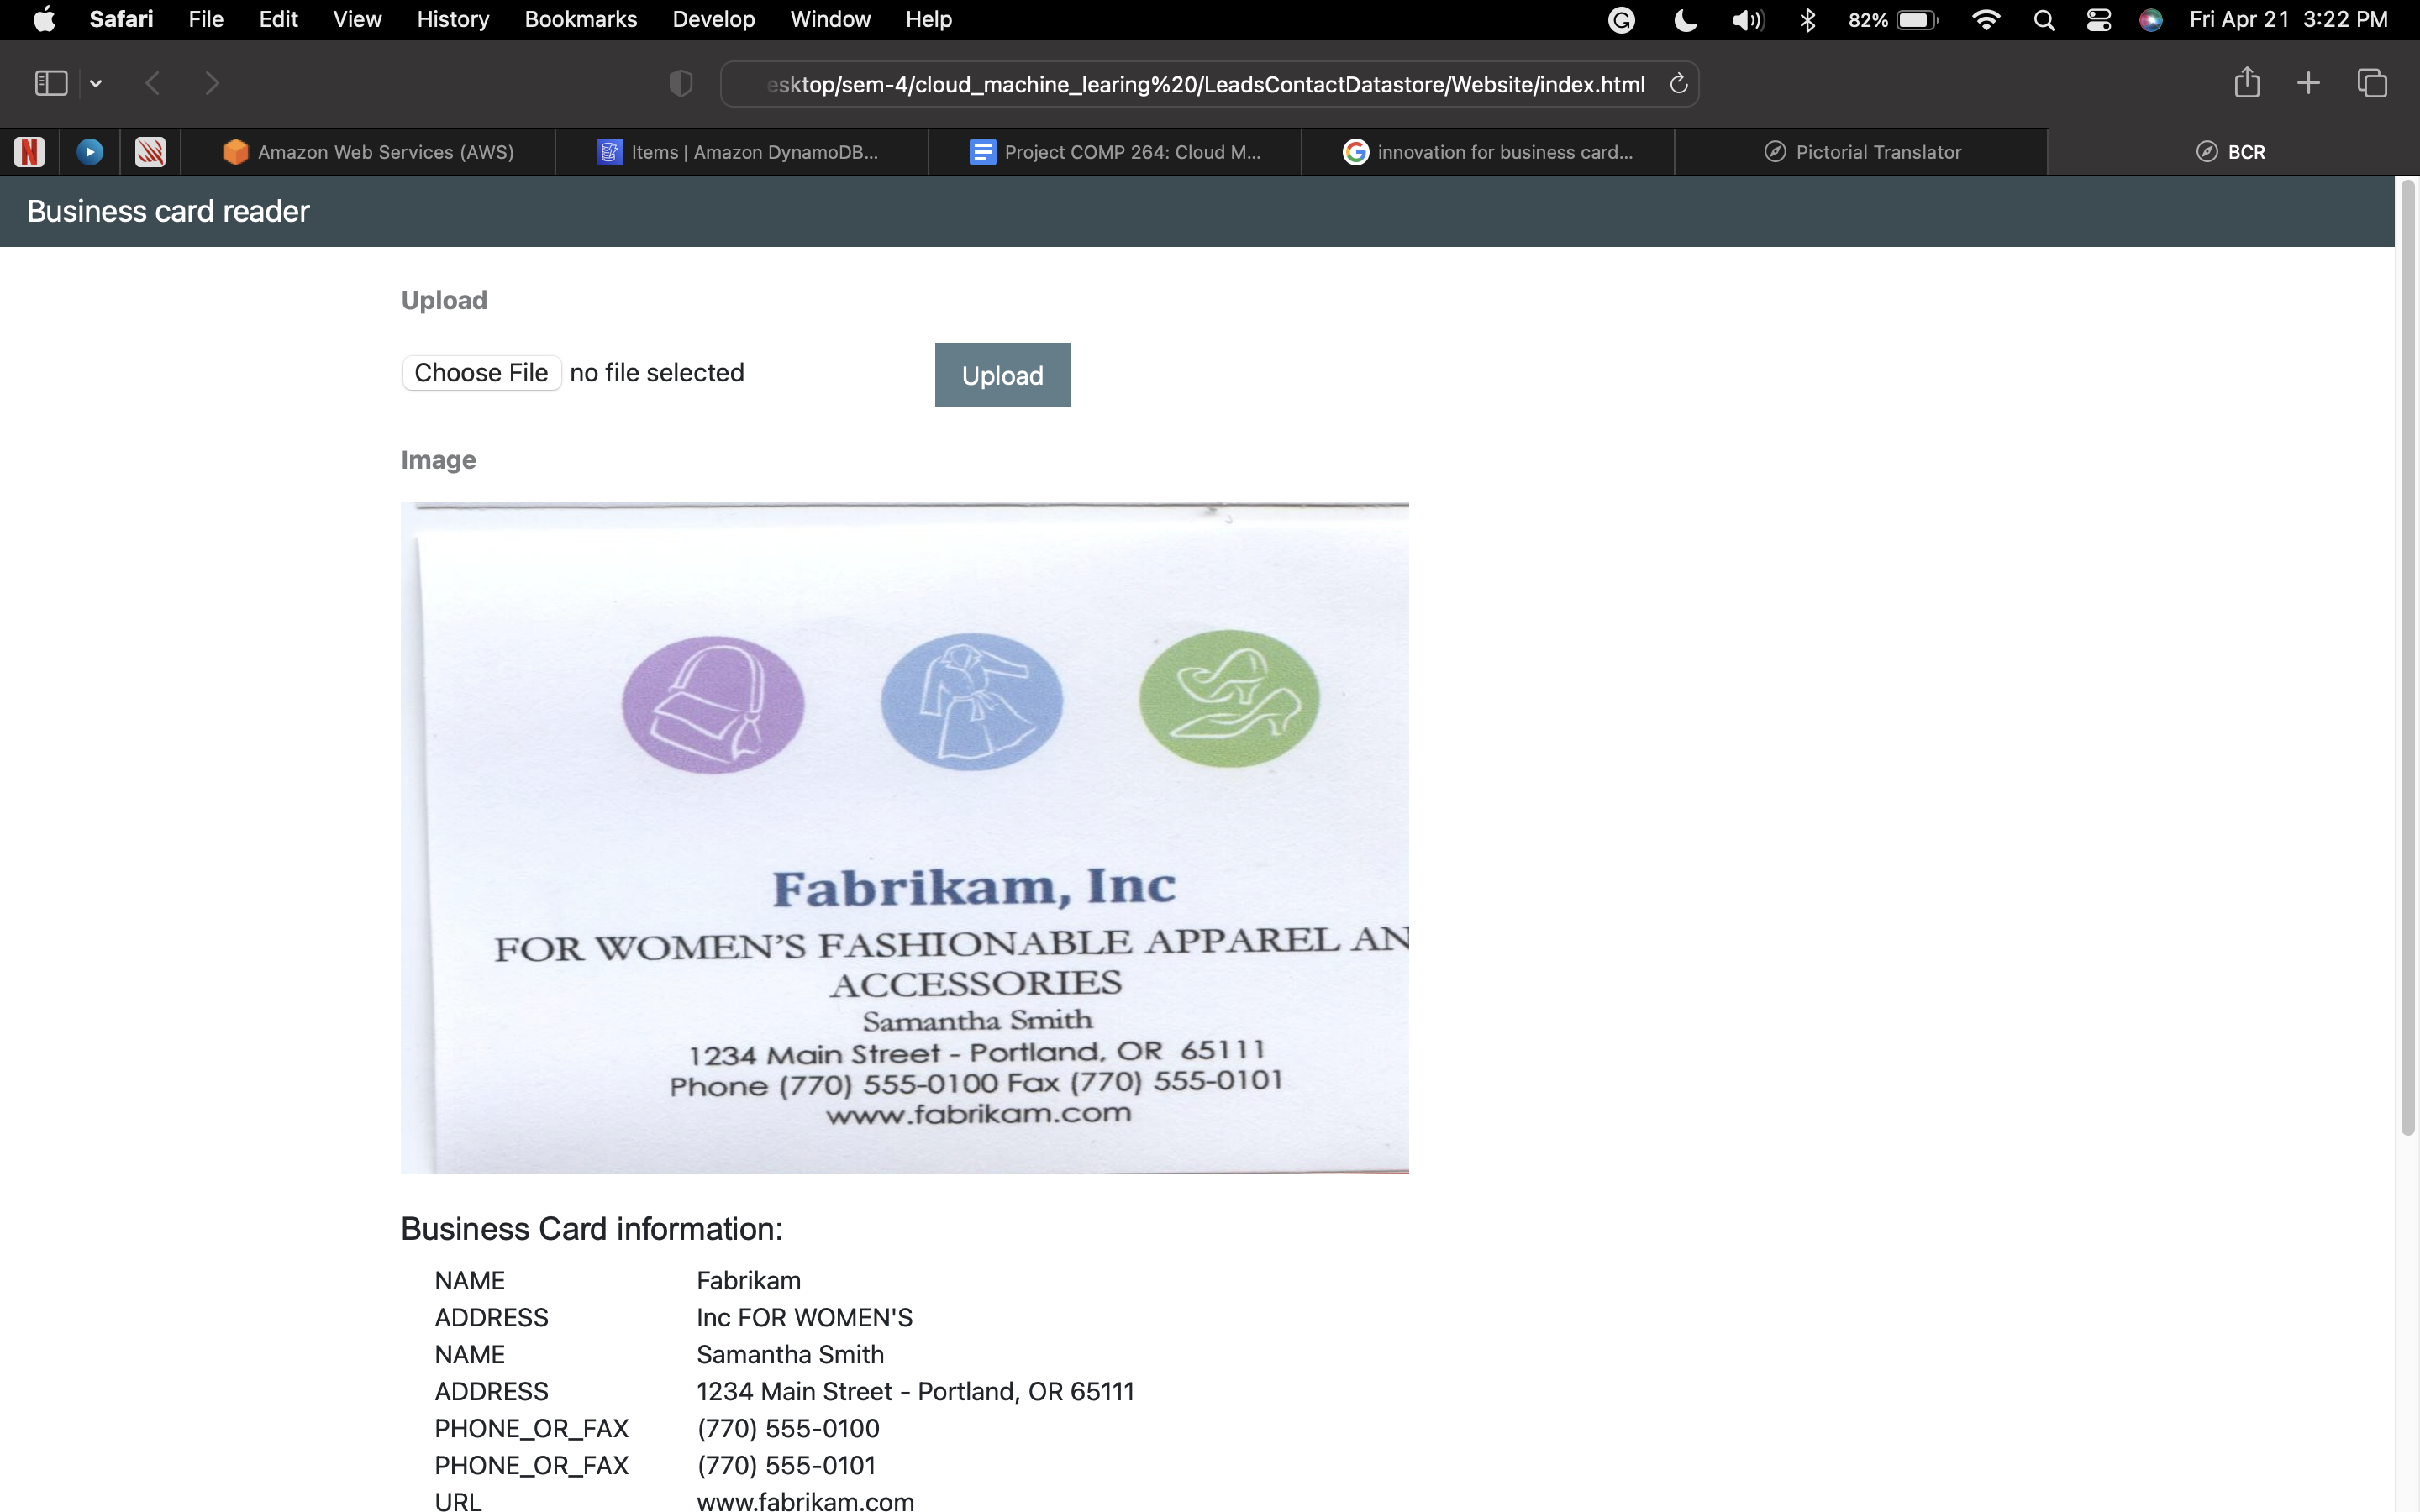 Safari File Edit View History Bookmarks Develop Window Help 82% Fri Apr 21 3:22 PM
esktop/sem-4/cloud_machine_learing%20/LeadsContactDatastore/Website/index.html
Amazon Web Services (AWS) Items | Amazon DynamoDB... Project COMP 264: Cloud M... innovation for business card... Pictorial Translator BCR
Business card reader
Upload
Choose File no file selected Upload
Image
Fabrikam, Inc
FOR WOMEN'S FASHIONABLE APPAREL AN
ACCESSORIES
Samantha Smith
1234 Main Street - Portland, OR 65111
Phone (770) 555-0100 Fax (770) 555-0101
www.fabrikam.com
Business Card information:
NAME Fabrikam
ADDRESS Inc FOR WOMEN'S
NAME Samantha Smith
ADDRESS 1234 Main Street - Portland, OR 65111
PHONE_OR_FAX (770) 555-0100
PHONE_OR_FAX (770) 555-0101
URL www.fabrikam.com